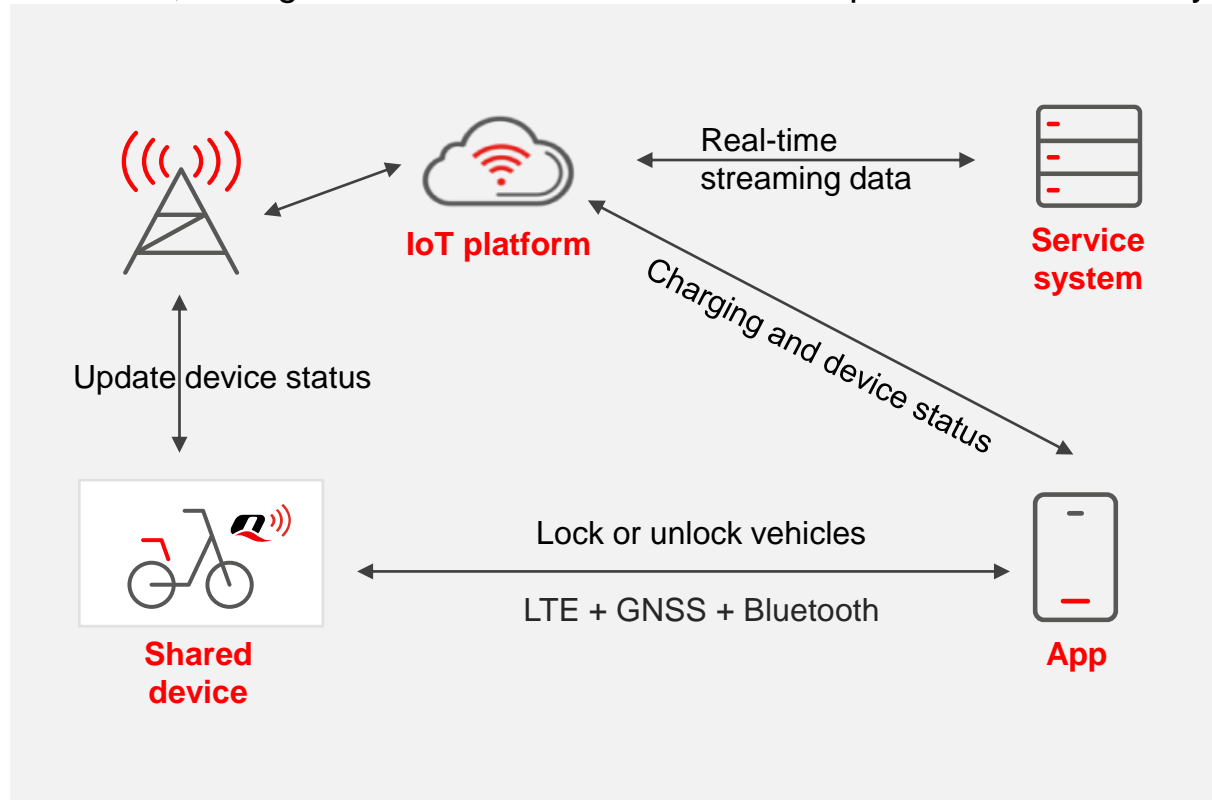 Real-time
streaming data
IoT platform
Service
system
Charging and device status
Update device status
Lock or unlock vehicles
LTE + GNSS + Bluetooth
Shared
device
App